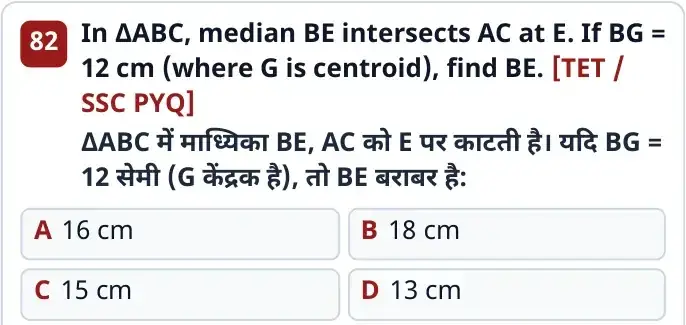 82 In ΔABC, median BE intersects AC at E. If BG =
12 cm (where G is centroid), find BE. [TET /
SSC PYQ]
ΔABC में माध्यिका BE, AC को E पर काटती है। यदि BG =
12 सेमी (G केंद्रक है), तो BE बराबर है:
A 16 cm
B 18 cm
C 15 cm
D 13 cm